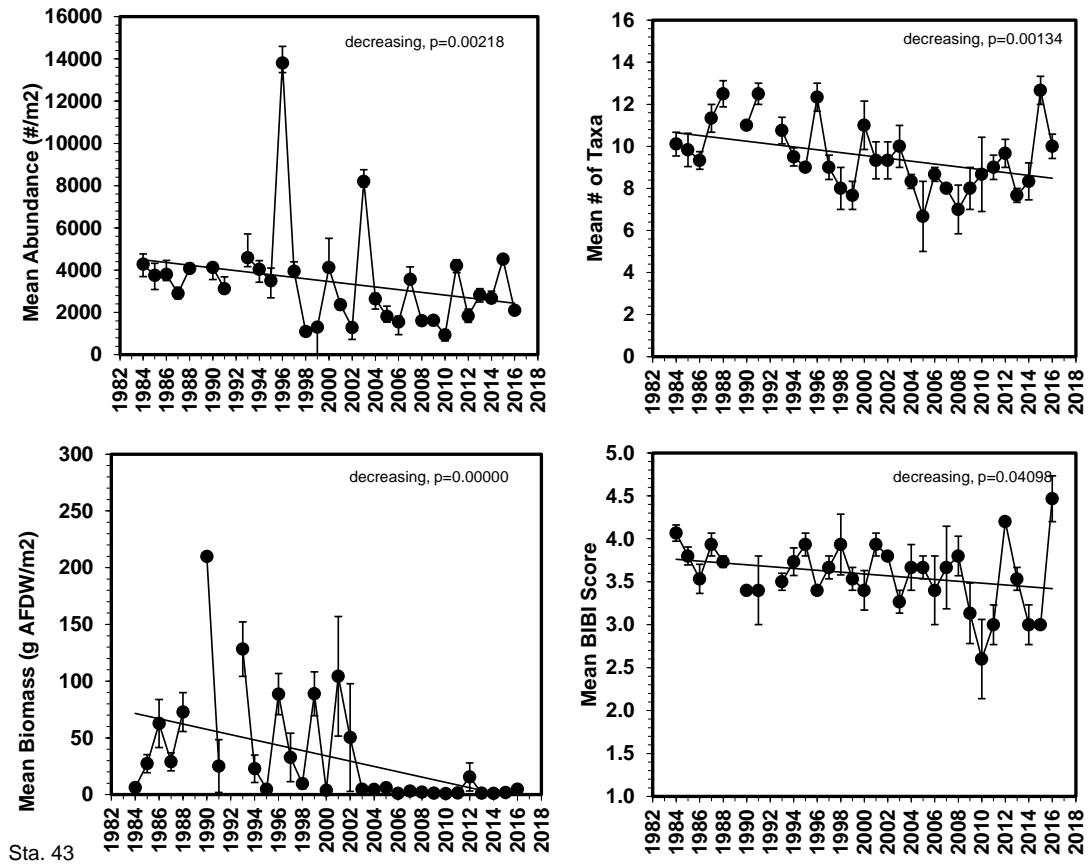 Mean Abundance (#/m2)
16000
14000
12000
10000
8000
6000
4000
2000
0
decreasing, p=0.00218
1982 1984 1986 1988 1990 1992 1994 1996 1998 2000 2002 2004 2006 2008 2010 2012 2014 2016 2018
Mean # of Taxa
16
14
12
10
8
6
4
2
0
decreasing, p=0.00134
1982 1984 1986 1988 1990 1992 1994 1996 1998 2000 2002 2004 2006 2008 2010 2012 2014 2016 2018
Mean Biomass (g AFDW/m2)
300
250
200
150
100
50
0
decreasing, p=0.00000
1982 1984 1986 1988 1990 1992 1994 1996 1998 2000 2002 2004 2006 2008 2010 2012 2014 2016 2018
Mean BIBI Score
5.0
4.5
4.0
3.5
3.0
2.5
2.0
1.5
1.0
decreasing, p=0.04098
1982 1984 1986 1988 1990 1992 1994 1996 1998 2000 2002 2004 2006 2008 2010 2012 2014 2016 2018
Sta. 43